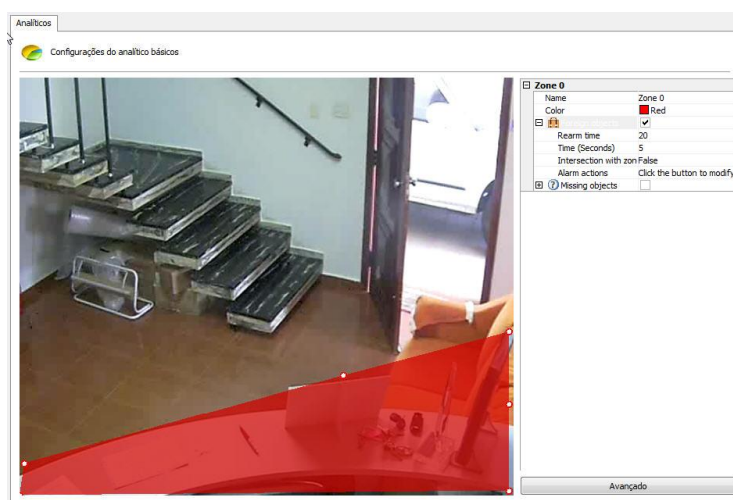 Analíticos
Configurações do analítico básicos
Zone 0
Name Zone 0
Color Red
Rearm time 20
Time (Seconds) 5
Intersection with zon False
Alarm actions Click the button to modify
Missing objects
Avançado